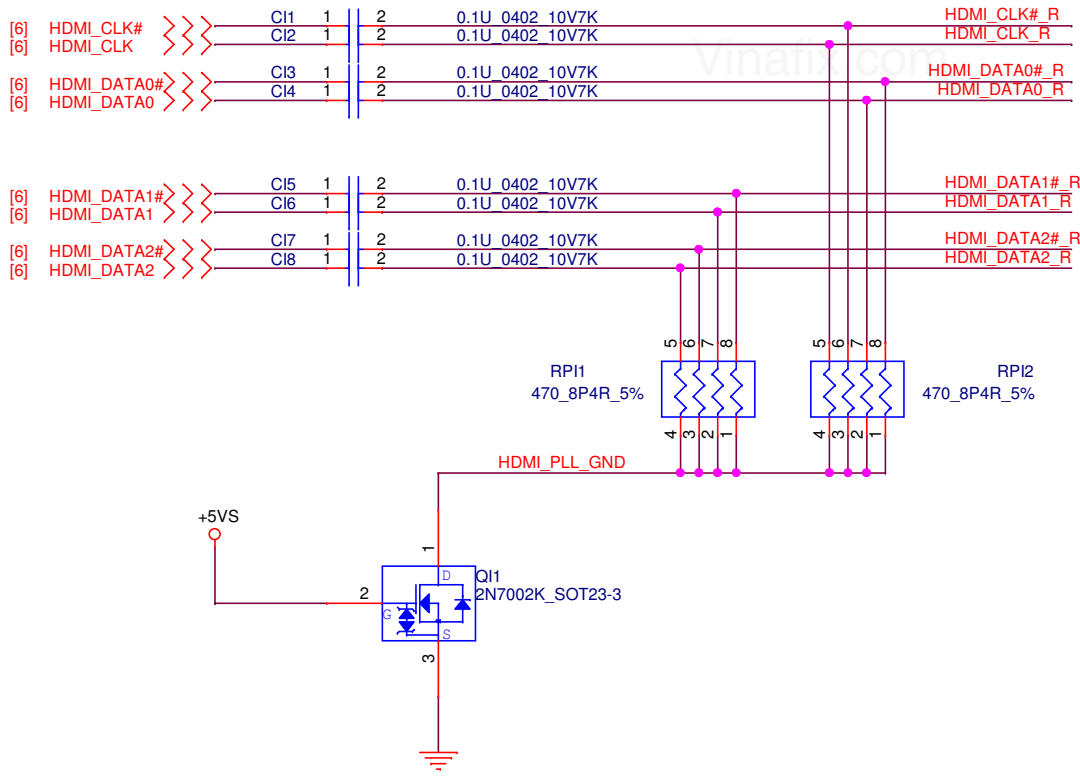 [6] HDMI_CLK# CI1 1 2 0.1U_0402_10V7K HDMI_CLK#_R
[6] HDMI_CLK CI2 1 2 0.1U_0402_10V7K HDMI_CLK_R
Vinafix.com
[6] HDMI_DATA0# CI3 1 2 0.1U_0402_10V7K HDMI_DATA0#_R
[6] HDMI_DATA0 CI4 1 2 0.1U_0402_10V7K HDMI_DATA0_R
[6] HDMI_DATA1# CI5 1 2 0.1U_0402_10V7K HDMI_DATA1#_R
[6] HDMI_DATA1 CI6 1 2 0.1U_0402_10V7K HDMI_DATA1_R
[6] HDMI_DATA2# CI7 1 2 0.1U_0402_10V7K HDMI_DATA2#_R
[6] HDMI_DATA2 CI8 1 2 0.1U_0402_10V7K HDMI_DATA2_R
5 6 7 8 5 6 7 8
RPI1 RPI2
470_8P4R_5% 470_8P4R_5%
4 3 2 1 4 3 2 1
HDMI_PLL_GND
+5VS
1
D QI1
2 2N7002K_SOT23-3
G
S
3